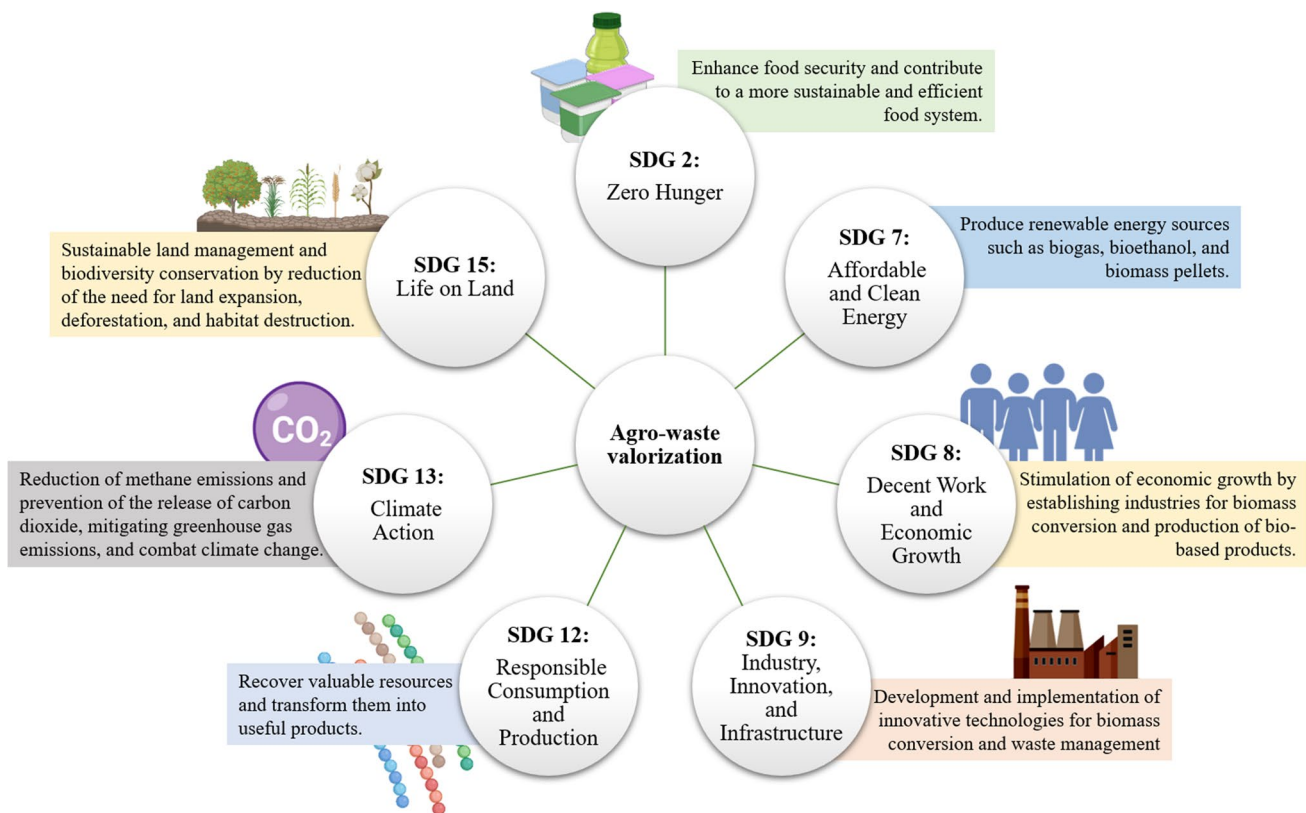 Enhance food security and contribute
to a more sustainable and efficient
food system.
SDG 2:
Zero Hunger
Produce renewable energy sources
such as biogas, bioethanol, and
biomass pellets.
SDG 7:
Affordable
and Clean
Energy
Stimulation of economic growth by
establishing industries for biomass
conversion and production of bio-
based products.
SDG 8:
Decent Work
and
Economic
Growth
Development and implementation of
innovative technologies for biomass
conversion and waste management
SDG 9:
Industry,
Innovation,
and
Infrastructure
SDG 12:
Responsible
Consumption
and
Production
Recover valuable resources
and transform them into
useful products.
CO2
SDG 13:
Climate
Action
Reduction of methane emissions and
prevention of the release of carbon
dioxide, mitigating greenhouse gas
emissions, and combat climate change.
SDG 15:
Life on Land
Sustainable land management and
biodiversity conservation by reduction
of the need for land expansion,
deforestation, and habitat destruction.
Agro-waste
valorization